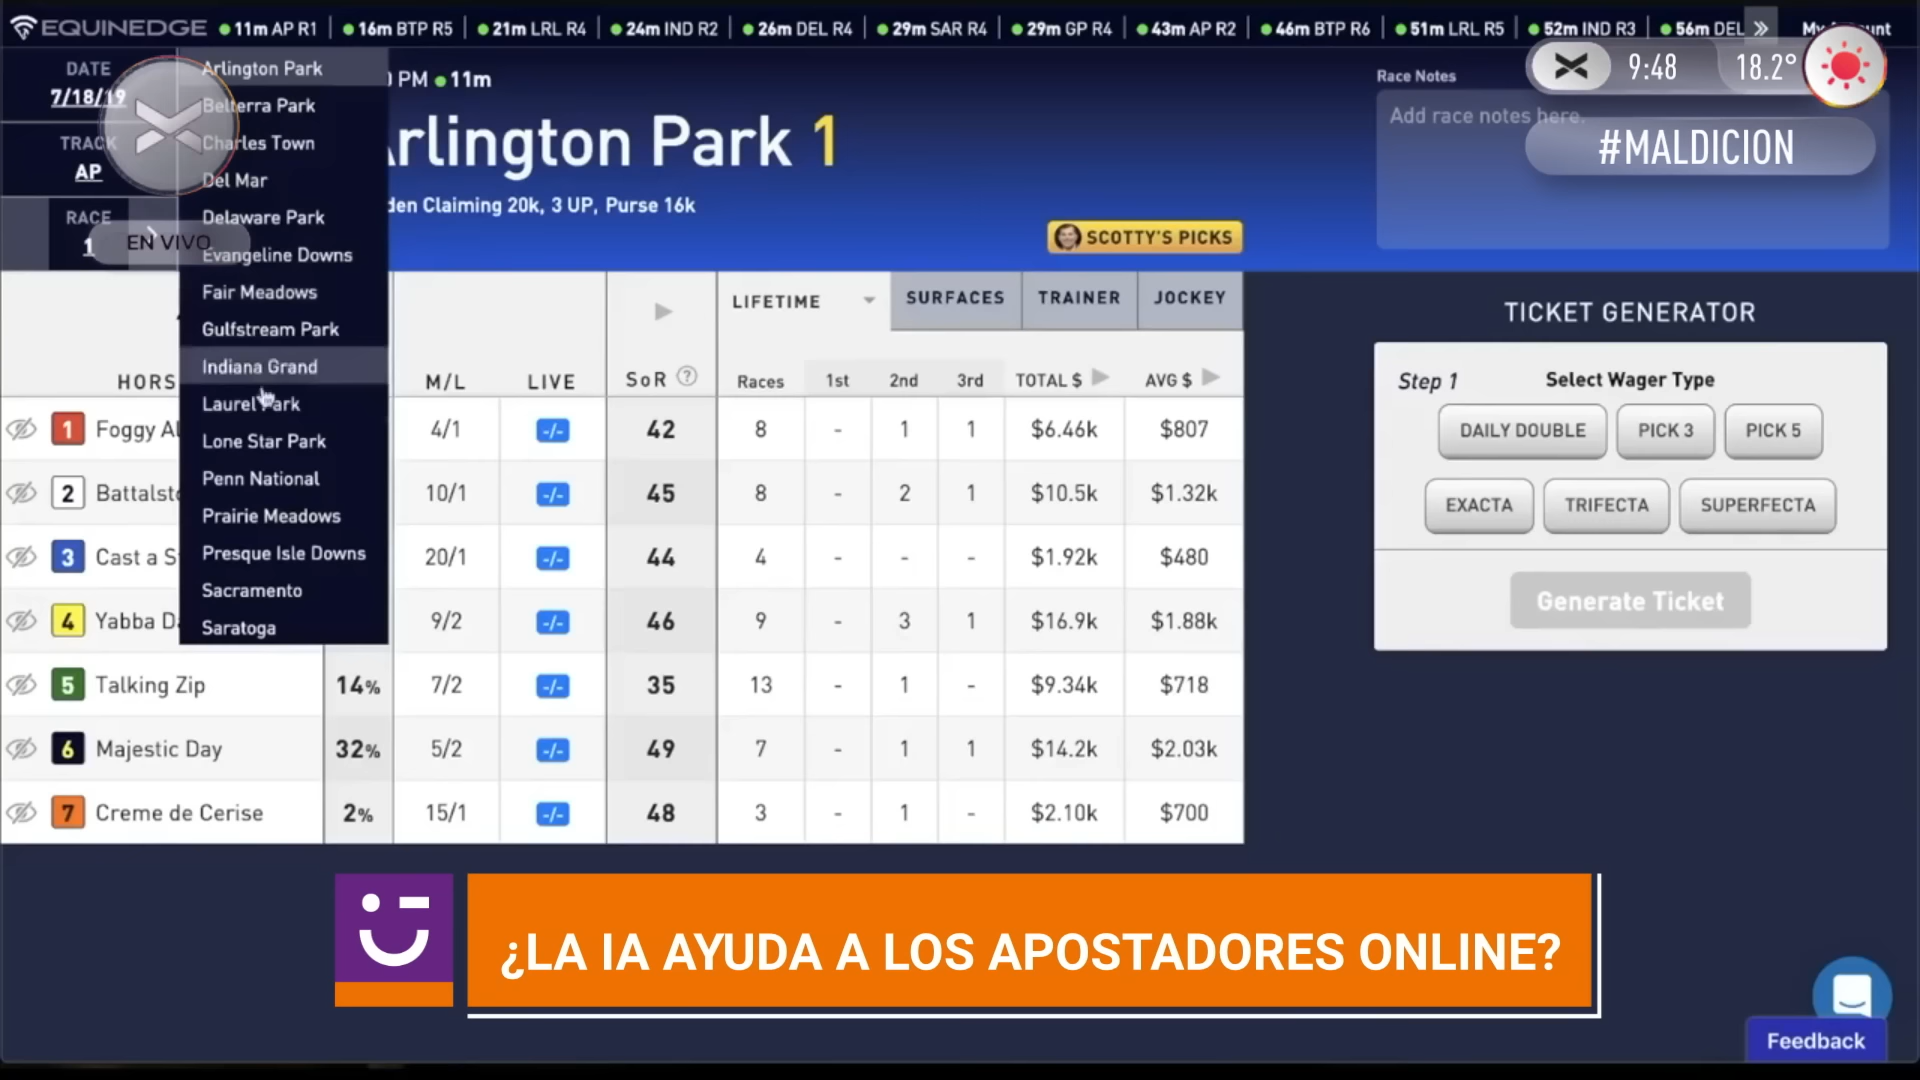 EQUINEDGE 11m AP R1 16m BTP R5 21m LRL R4 24m IND R2 26m DEL R4 29m SAR R4 29m GP R4 43m AP R2 46m BTP R6 51m LRL R5 52m IND R3 56m DEL »
DATE
7/18/19
TRACK
AP
RACE
1
EN VIVO
Arlington Park
Belterra Park
Charles Town
Del Mar
Delaware Park
Evangeline Downs
Fair Meadows
Gulfstream Park
Indiana Grand
Laurel Park
Lone Star Park
Penn National
Prairie Meadows
Presque Isle Downs
Sacramento
Saratoga
PM 11m
Arlington Park 1
Claiming 20k, 3 UP, Purse 16k
SCOTTY'S PICKS
Race Notes
Add race notes here.
9:48 18.2°
#MALDICION
LIFETIME SURFACES TRAINER JOCKEY
M/L LIVE SoR ? Races 1st 2nd 3rd TOTAL $ AVG $
1 Foggy 4/1 -/- 42 8 - 1 1 $6.46k $807
2 10/1 -/- 45 8 - 2 1 $10.5k $1.32k
3 Cast a 20/1 -/- 44 4 - - - $1.92k $480
4 Yabba 9/2 -/- 46 9 - 3 1 $16.9k $1.88k
5 Talking Zip 14% 7/2 -/- 35 13 - 1 - $9.34k $718
6 Majestic Day 32% 5/2 -/- 49 7 - 1 1 $14.2k $2.03k
7 Creme de Cerise 2% 15/1 -/- 48 3 - 1 - $2.10k $700
TICKET GENERATOR
Step 1 Select Wager Type
DAILY DOUBLE PICK 3 PICK 5
EXACTA TRIFECTA SUPERFECTA
Generate Ticket
¿LA IA AYUDA A LOS APOSTADORES ONLINE?
Feedback